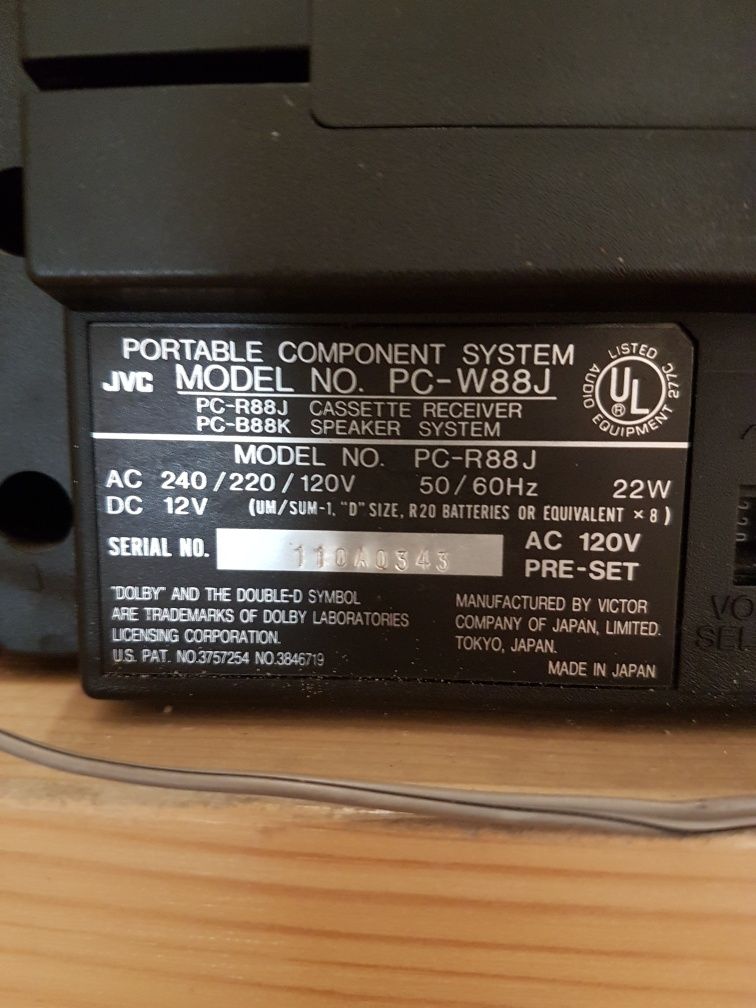 PORTABLE COMPONENT SYSTEM
JVC MODEL NO. PC-W88J
PC-R88J CASSETTE RECEIVER
PC-B88K SPEAKER SYSTEM
LISTED 277C
UL
®
AUDIO EQUIPMENT
MODEL NO. PC-R88J
AC 240/220/120V 50/60Hz 22W
DC 12V (UM/SUM-1, "D" SIZE, R20 BATTERIES OR EQUIVALENT × 8)
SERIAL NO. 110A0343
AC 120V
PRE-SET
"DOLBY" AND THE DOUBLE-D SYMBOL
ARE TRADEMARKS OF DOLBY LABORATORIES
LICENSING CORPORATION.
U.S. PAT. NO.3757254 NO.3846719
MANUFACTURED BY VICTOR
COMPANY OF JAPAN, LIMITED.
TOKYO, JAPAN.
MADE IN JAPAN
VO
SEL